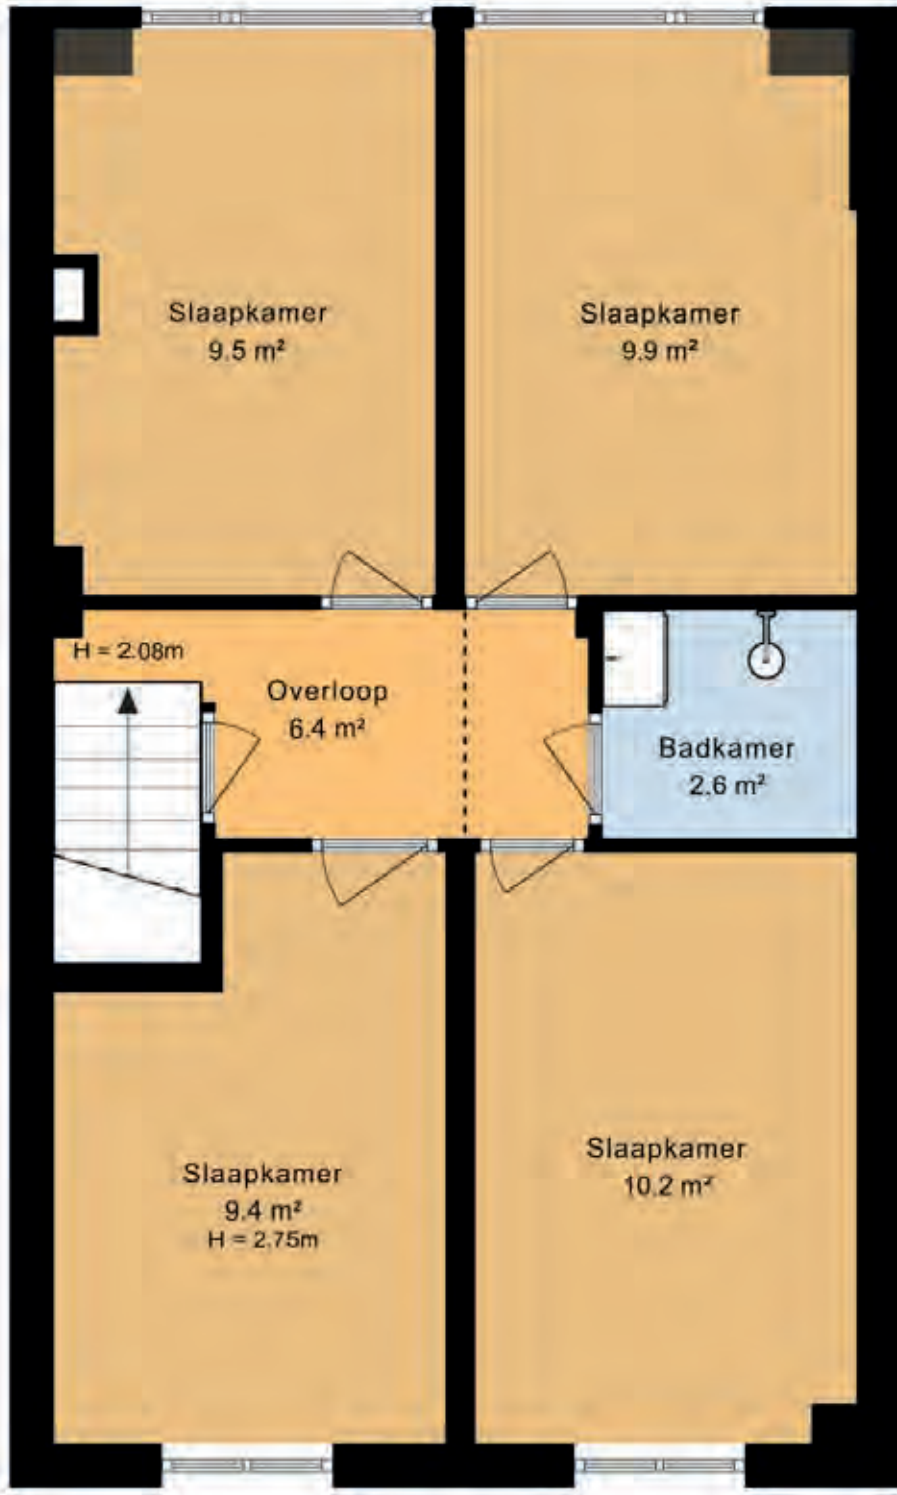 Slaapkamer
9.5 m²
Slaapkamer
9.9 m²
H = 2.08m
Overloop
6.4 m²
Badkamer
2.6 m²
Slaapkamer
9.4 m²
H = 2.75m
Slaapkamer
10.2 m²